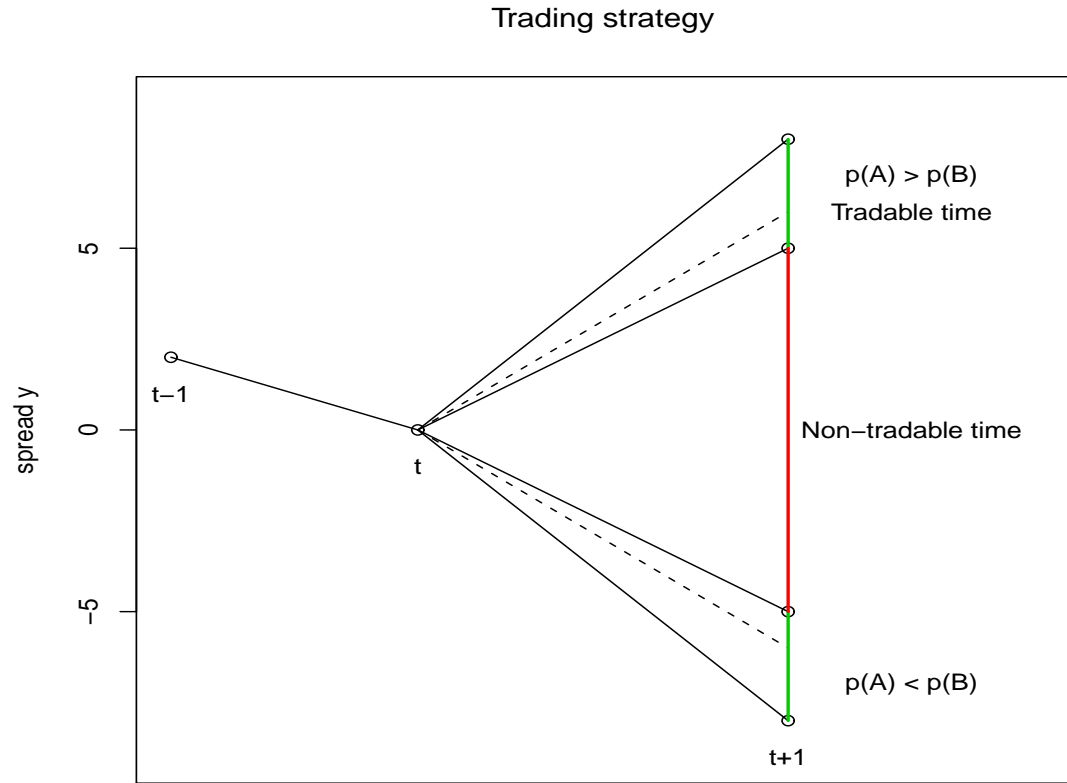 Trading strategy
p(A) > p(B)
Tradable time
5
t−1
spread y
0
Non−tradable time
t
−5
p(A) < p(B)
t+1